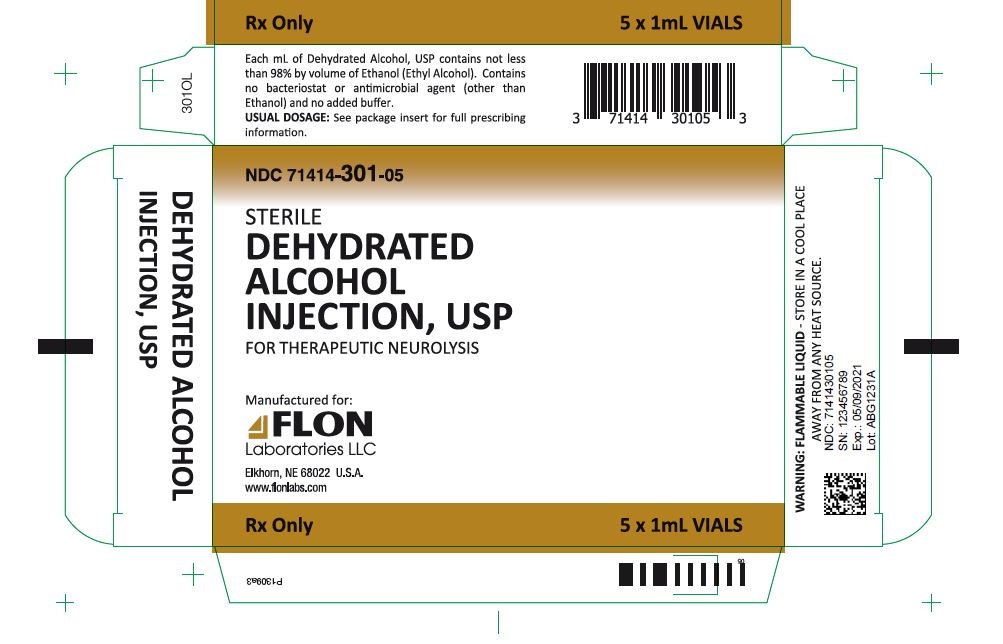 Rx Only
5 x 1mL VIALS
Each mL of Dehydrated Alcohol, USP contains not less
than 98% by volume of Ethanol (Ethyl Alcohol). Contains
no bacteriostat or antimicrobial agent (other than
Ethanol) and no added buffer.
USUAL DOSAGE: See package insert for full prescribing
information.
3 71414 30105 3
301OL
NDC 71414-301-05
STERILE
DEHYDRATED
ALCOHOL
INJECTION, USP
FOR THERAPEUTIC NEUROLYSIS
Manufactured for:
FLON
Laboratories LLC
Elkhorn, NE 68022 U.S.A.
www.flonlabs.com
Rx Only
5 x 1mL VIALS
DEHYDRATED ALCOHOL
INJECTION, USP
WARNING: FLAMMABLE LIQUID - STORE IN A COOL PLACE
AWAY FROM ANY HEAT SOURCE.
NDC: 7141430105
SN: 123456789
Exp.: 05/09/2021
Lot: ABG1231A
P1309a3